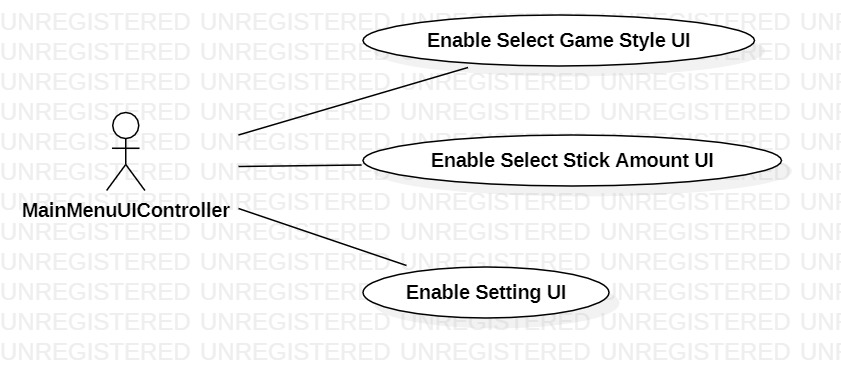 Enable Select Game Style UI
Enable Select Stick Amount UI
MainMenuUIController
Enable Setting UI
UNREGISTERED UNREGISTERED UNREGISTERED UNREGISTERED UNR